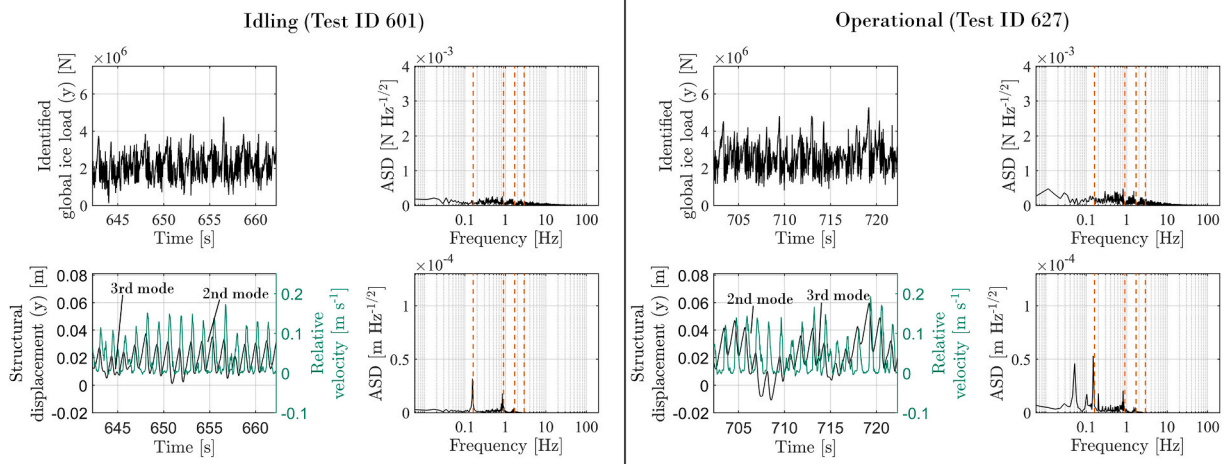 Idling (Test ID 601)
×10^6
Identified
global ice load (y) [N]
6
4
2
0
645 650 655 660
Time [s]
×10^-3
ASD [N Hz^-1/2]
4
3
2
1
0
0.1 1 10 100
Frequency [Hz]
Structural
displacement (y) [m]
0.08
0.06
0.04
0.02
0
-0.02
3rd mode
2nd mode
0.2
0.1
0
-0.1
Relative
velocity [m s^-1]
645 650 655 660
Time [s]
×10^-4
ASD [m Hz^-1/2]
1
0.5
0
0.1 1 10 100
Frequency [Hz]
Operational (Test ID 627)
×10^6
Identified
global ice load (y) [N]
6
4
2
0
705 710 715 720
Time [s]
×10^-3
ASD [N Hz^-1/2]
4
3
2
1
0
0.1 1 10 100
Frequency [Hz]
Structural
displacement (y) [m]
0.08
0.06
0.04
0.02
0
-0.02
2nd mode
3rd mode
0.2
0.1
0
-0.1
Relative
velocity [m s^-1]
705 710 715 720
Time [s]
×10^-4
ASD [m Hz^-1/2]
1
0.5
0
0.1 1 10 100
Frequency [Hz]